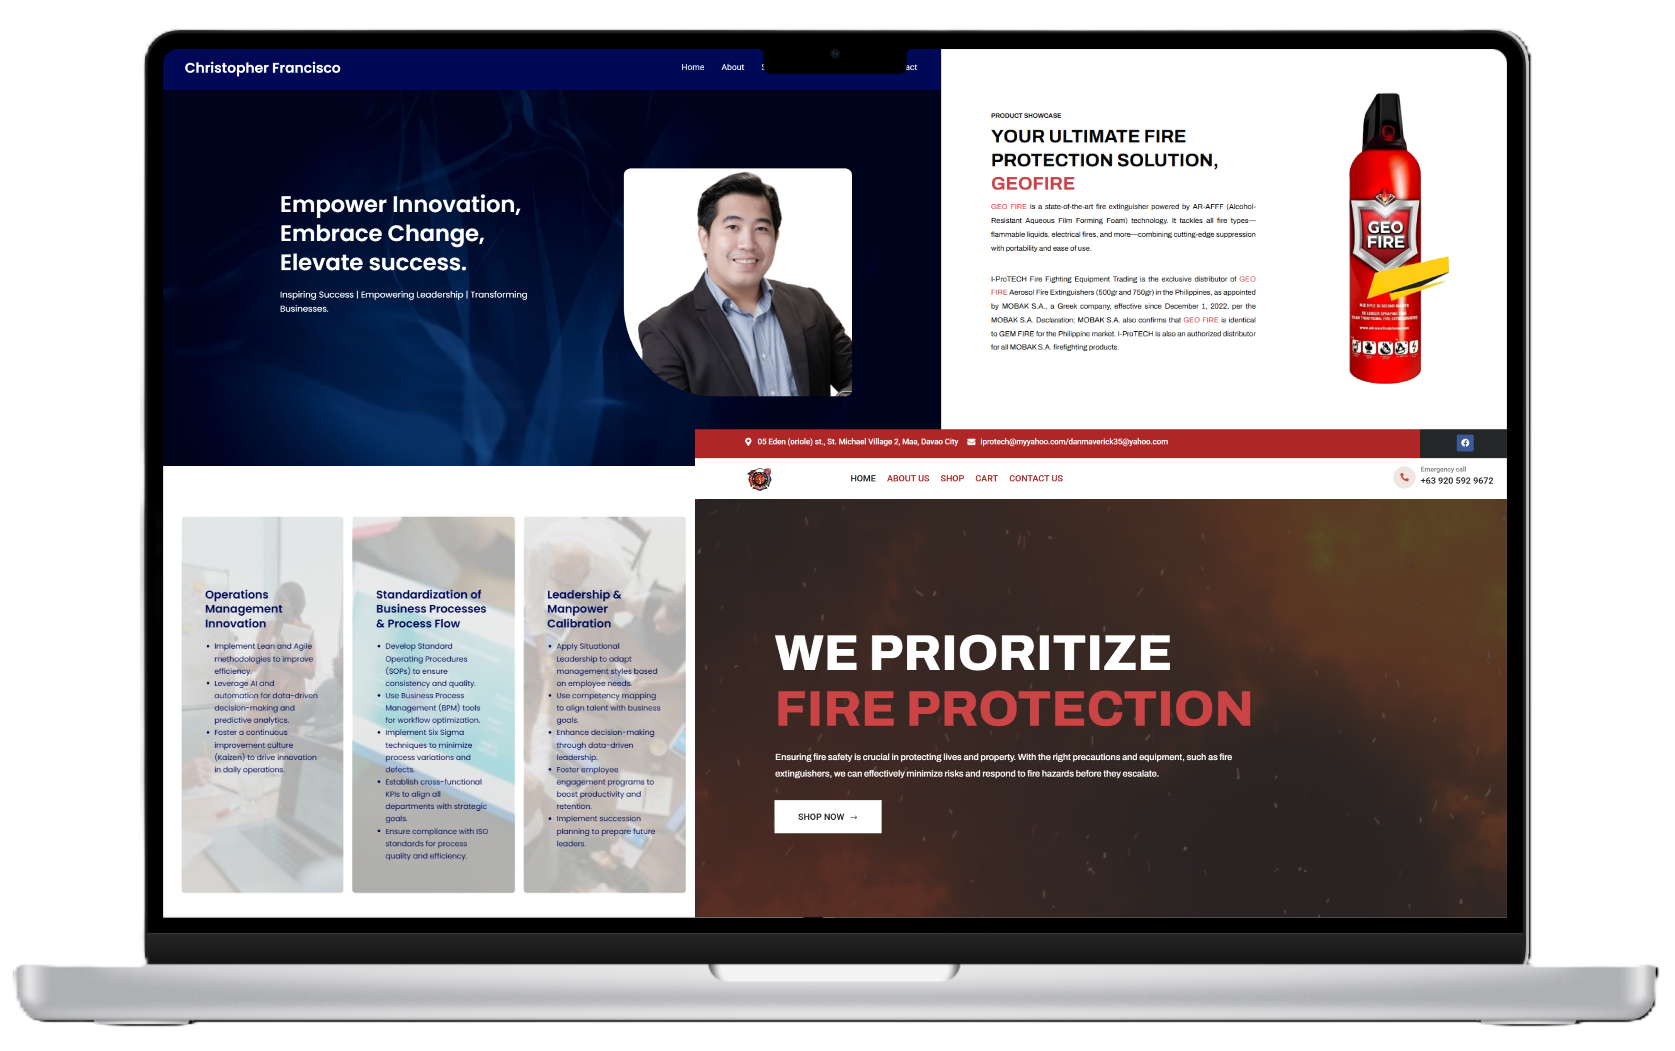 Christopher Francisco
Home About
act
Empower Innovation,
Embrace Change,
Elevate success.
Inspiring Success | Empowering Leadership | Transforming
Businesses.
PRODUCT SHOWCASE
YOUR ULTIMATE FIRE
PROTECTION SOLUTION,
GEOFIRE
GEO FIRE is a state-of-the-art fire extinguisher powered by AR-AFFF (Alcohol-
Resistant Aqueous Film Forming Foam) technology. It tackles all fire types—
flammable liquids, electrical fires, and more—combining cutting-edge suppression
with portability and ease of use.
I-ProTECH Fire Fighting Equipment Trading is the exclusive distributor of GEO
FIRE Aerosol Fire Extinguishers (500gr and 750gr) in the Philippines, as appointed
by MOBAK S.A., a Greek company, effective since December 1, 2022, per the
MOBAK S.A. Declaration; MOBAK S.A. also confirms that GEO FIRE is identical
to GEM FIRE for the Philippine market. I-ProTECH is also an authorized distributor
for all MOBAK S.A. firefighting products.
GEO
FIRE
05 Eden (oriole) st., St. Michael Village 2, Maa, Davao City iprotech@myyahoo.com/danmaverick35@yahoo.com
HOME ABOUT US SHOP CART CONTACT US
Emergency call
+63 920 592 9672
WE PRIORITIZE
FIRE PROTECTION
Ensuring fire safety is crucial in protecting lives and property. With the right precautions and equipment, such as fire
extinguishers, we can effectively minimize risks and respond to fire hazards before they escalate.
SHOP NOW →
Operations
Management
Innovation
• Implement Lean and Agile
methodologies to improve
efficiency.
• Leverage AI and
automation for data-driven
decision-making and
predictive analytics.
• Foster a continuous
improvement culture
(Kaizen) to drive innovation
in daily operations.
Standardization of
Business Processes
& Process Flow
• Develop Standard
Operating Procedures
(SOPs) to ensure
consistency and quality.
• Use Business Process
Management (BPM) tools
for workflow optimization.
• Implement Six Sigma
techniques to minimize
process variations and
defects.
• Establish cross-functional
KPIs to align all
departments with strategic
goals.
• Ensure compliance with ISO
standards for process
quality and efficiency.
Leadership &
Manpower
Calibration
• Apply Situational
Leadership to adapt
management styles based
on employee needs.
• Use competency mapping
to align talent with business
goals.
• Enhance decision-making
through data-driven
leadership.
• Foster employee
engagement programs to
boost productivity and
retention.
• Implement succession
planning to prepare future
leaders.